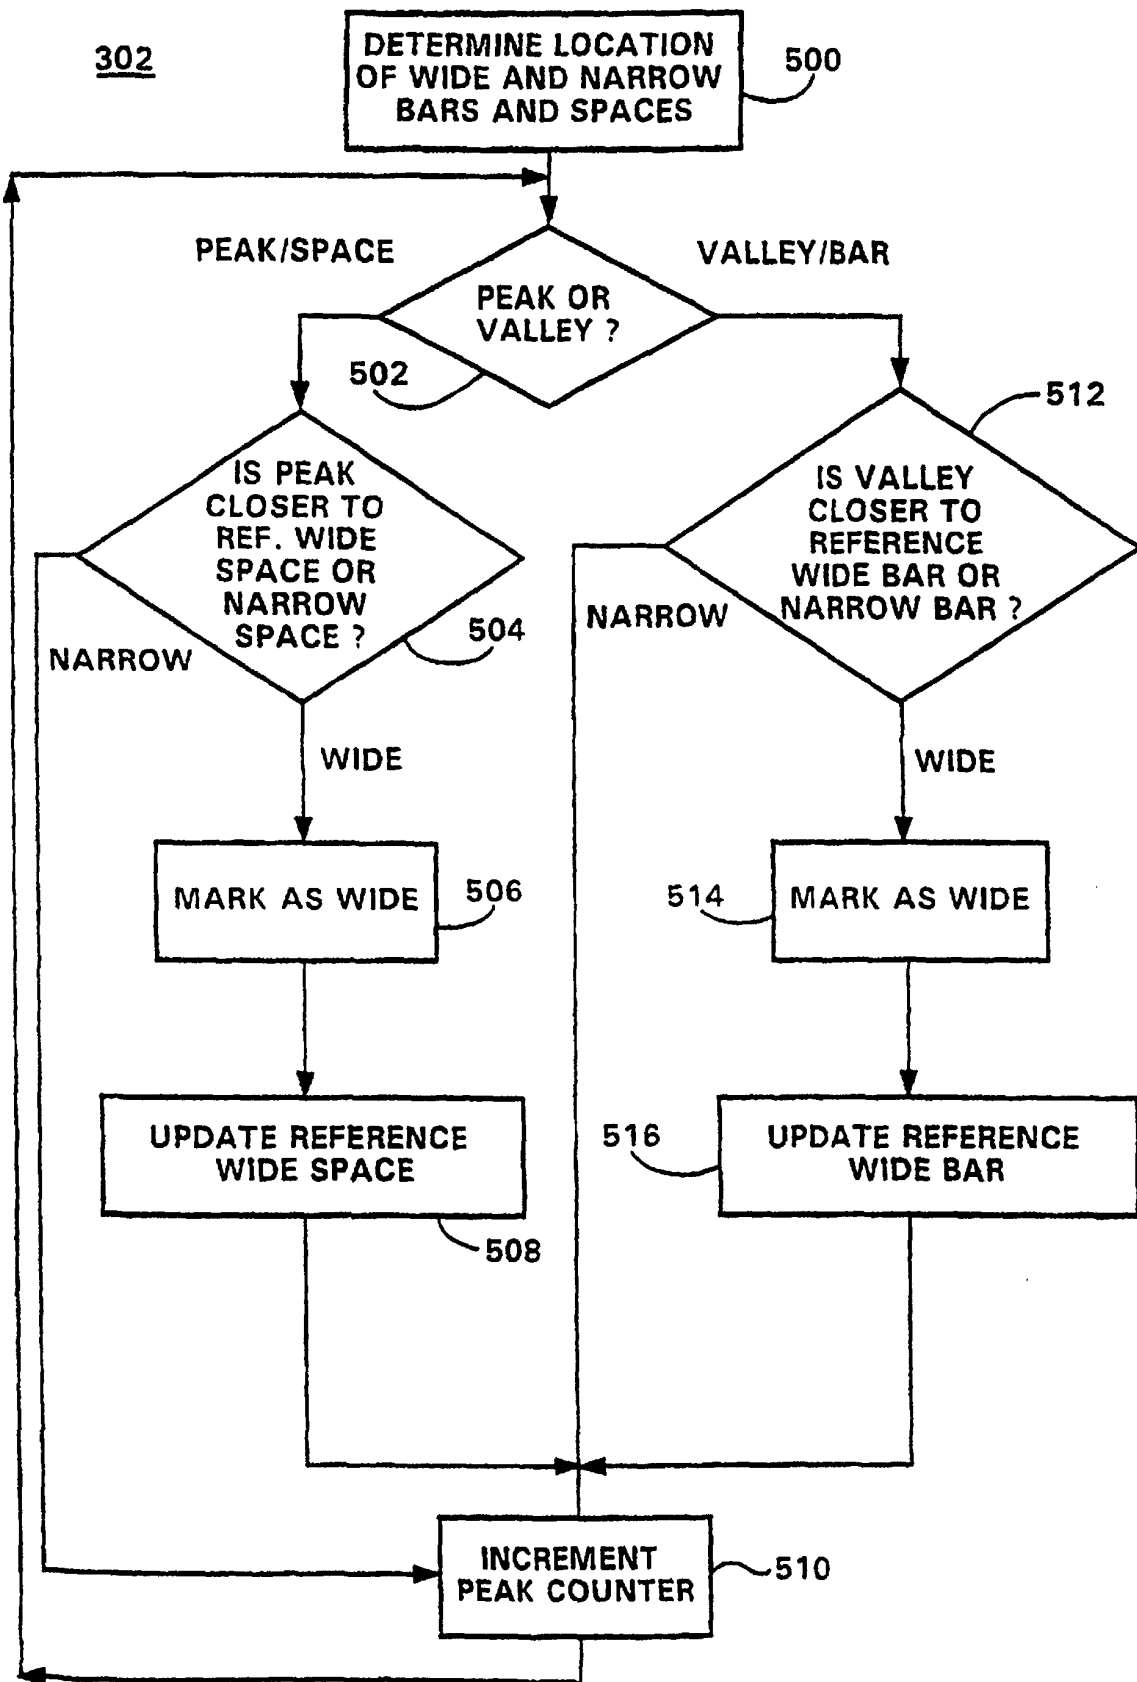 302
DETERMINE LOCATION
OF WIDE AND NARROW
BARS AND SPACES
500
PEAK/SPACE
VALLEY/BAR
PEAK OR
VALLEY ?
502
512
IS PEAK
CLOSER TO
REF. WIDE
SPACE OR
NARROW
SPACE ?
504
NARROW
IS VALLEY
CLOSER TO
REFERENCE
WIDE BAR OR
NARROW BAR ?
NARROW
WIDE
WIDE
MARK AS WIDE
506
514
MARK AS WIDE
UPDATE REFERENCE
WIDE SPACE
508
516
UPDATE REFERENCE
WIDE BAR
INCREMENT
PEAK COUNTER
510